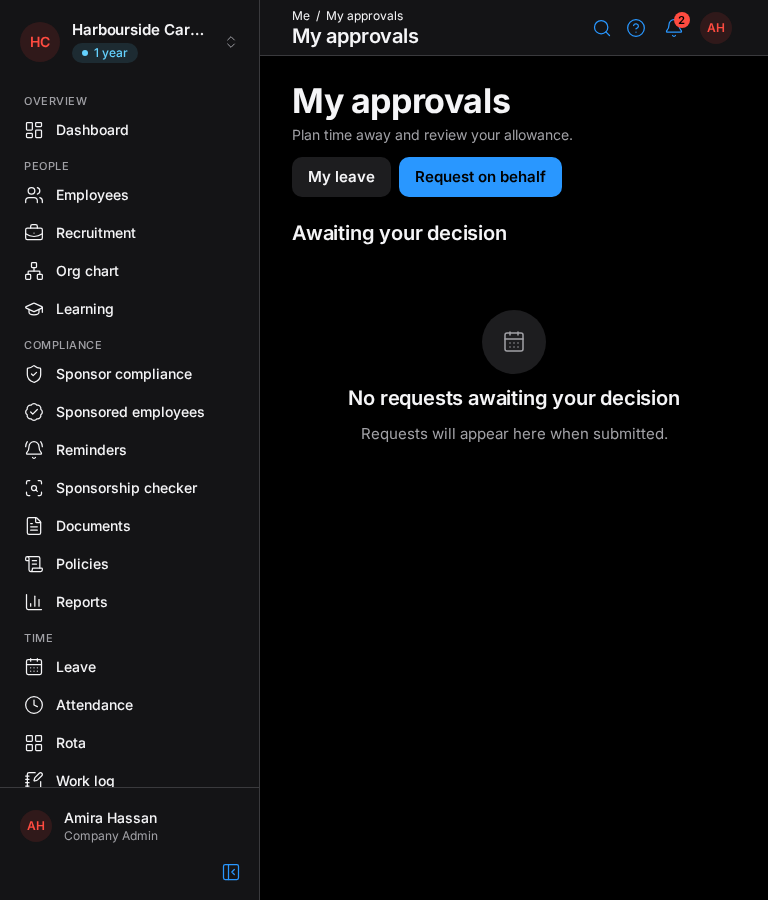 HC
Harbourside Car...
1 year
OVERVIEW
Dashboard
PEOPLE
Employees
Recruitment
Org chart
Learning
COMPLIANCE
Sponsor compliance
Sponsored employees
Reminders
Sponsorship checker
Documents
Policies
Reports
TIME
Leave
Attendance
Rota
Work log
AH
Amira Hassan
Company Admin
Me / My approvals
My approvals
2
AH
My approvals
Plan time away and review your allowance.
My leave
Request on behalf
Awaiting your decision
No requests awaiting your decision
Requests will appear here when submitted.